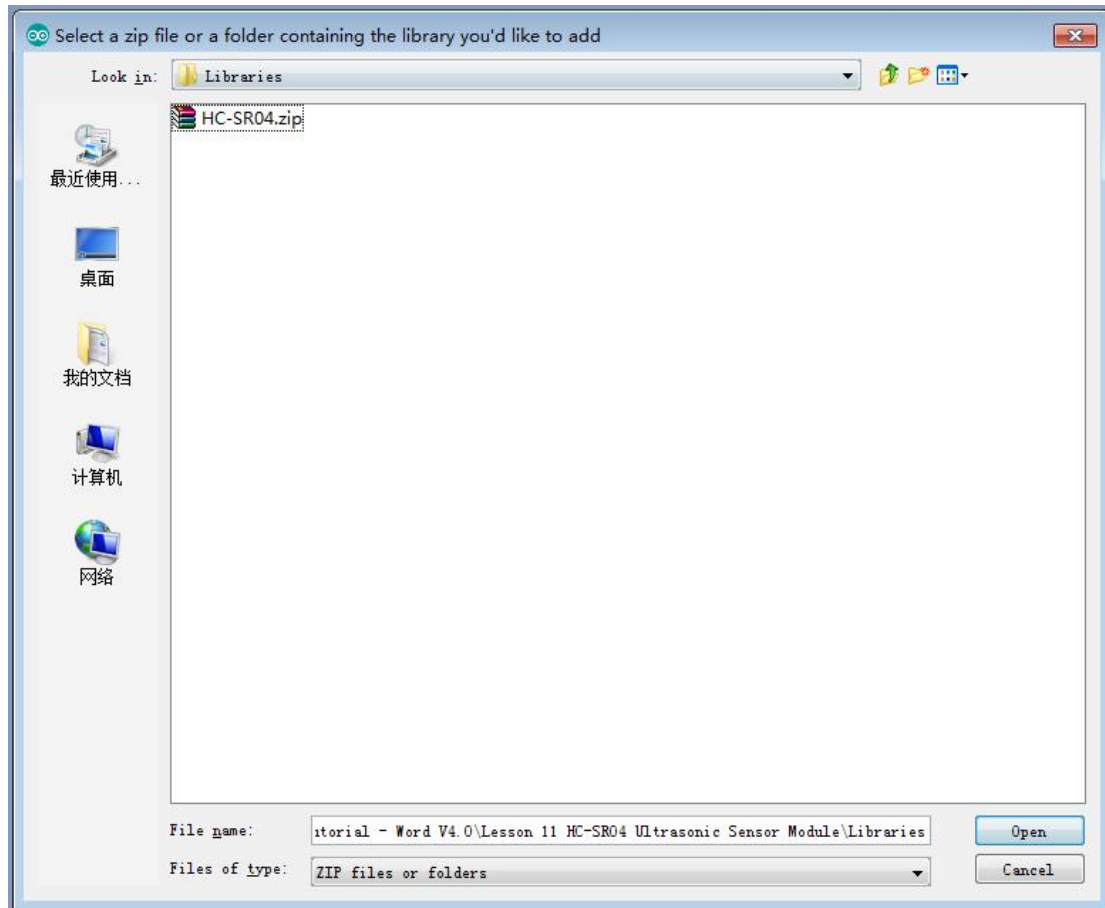 Select a zip file or a folder containing the library you'd like to add
Look in: Libraries
HC-SR04.zip
最近使用...
桌面
我的文档
计算机
网络
File name: itorial - Word V4.0\Lesson 11 HC-SR04 Ultrasonic Sensor Module\Libraries Open
Files of type: ZIP files or folders Cancel